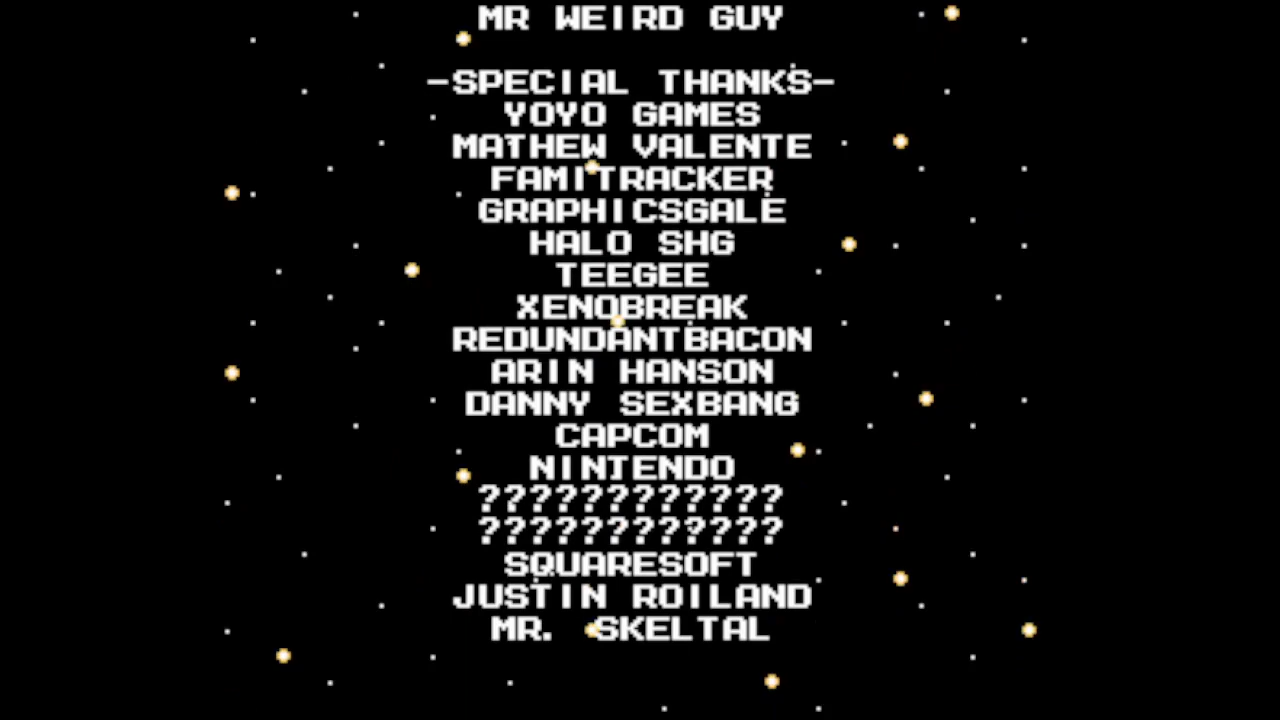 MR WEIRD GUY
-SPECIAL THANKS-
YOYO GAMES
MATHEW VALENTE
FAMITRACKER
GRAPHICSGALE
HALO SHG
TEEGEE
XENOBREAK
REDUNDANTBACON
ARIN HANSON
DANNY SEXBANG
CAPCOM
NINTENDO
????????????
????????????
SQUARESOFT
JUSTIN ROILAND
MR. SKELTAL